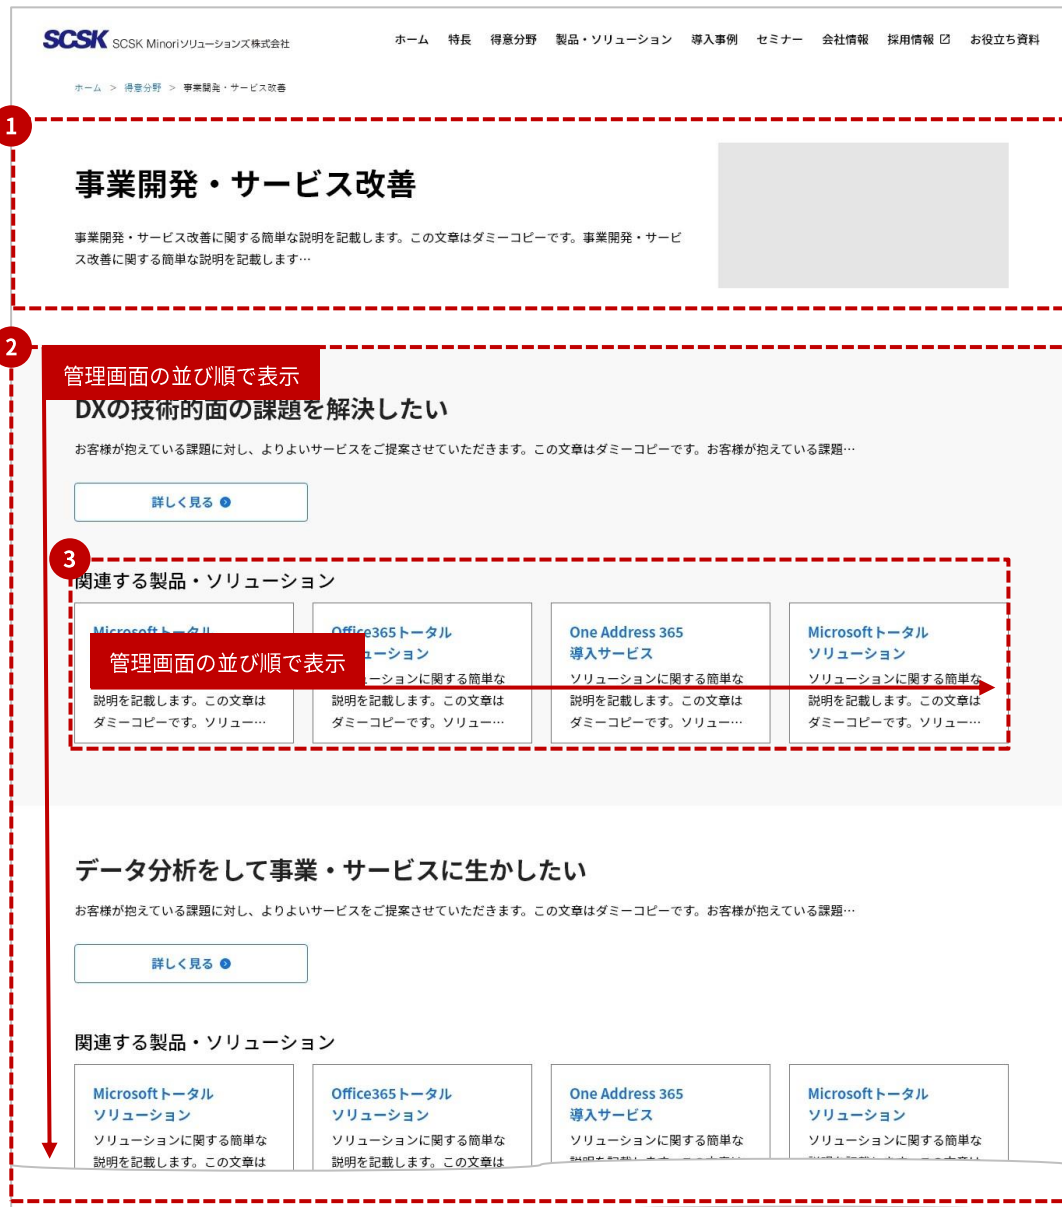 SCSK SCSK Minoriソリューションズ株式会社
ホーム 特長 得意分野 製品・ソリューション 導入事例 セミナー 会社情報 採用情報 お役立ち資料
ホーム > 得意分野 > 事業開発・サービス改善
1
事業開発・サービス改善
事業開発・サービス改善に関する簡単な説明を記載します。この文章はダミーコピーです。事業開発・サービ
ス改善に関する簡単な説明を記載します…
2
管理画面の並び順で表示
DXの技術的面の課題を解決したい
お客様が抱えている課題に対し、よりよいサービスをご提案させていただきます。この文章はダミーコピーです。お客様が抱えている課題…
詳しく見る
3
関連する製品・ソリューション
Microsoftトータル
説明を記載します。この文章は
ダミーコピーです。ソリュー…
Office365トータル
ューション
ーションに関する簡単な
説明を記載します。この文章は
ダミーコピーです。ソリュー…
One Address 365
導入サービス
ソリューションに関する簡単な
説明を記載します。この文章は
ダミーコピーです。ソリュー…
Microsoftトータル
ソリューション
ソリューションに関する簡単な
説明を記載します。この文章は
ダミーコピーです。ソリュー…
管理画面の並び順で表示
データ分析をして事業・サービスに生かしたい
お客様が抱えている課題に対し、よりよいサービスをご提案させていただきます。この文章はダミーコピーです。お客様が抱えている課題…
詳しく見る
関連する製品・ソリューション
Microsoftトータル
ソリューション
ソリューションに関する簡単な
説明を記載します。この文章は
Office365トータル
ソリューション
ソリューションに関する簡単な
説明を記載します。この文章は
One Address 365
導入サービス
ソリューションに関する簡単な
Microsoftトータル
ソリューション
ソリューションに関する簡単な